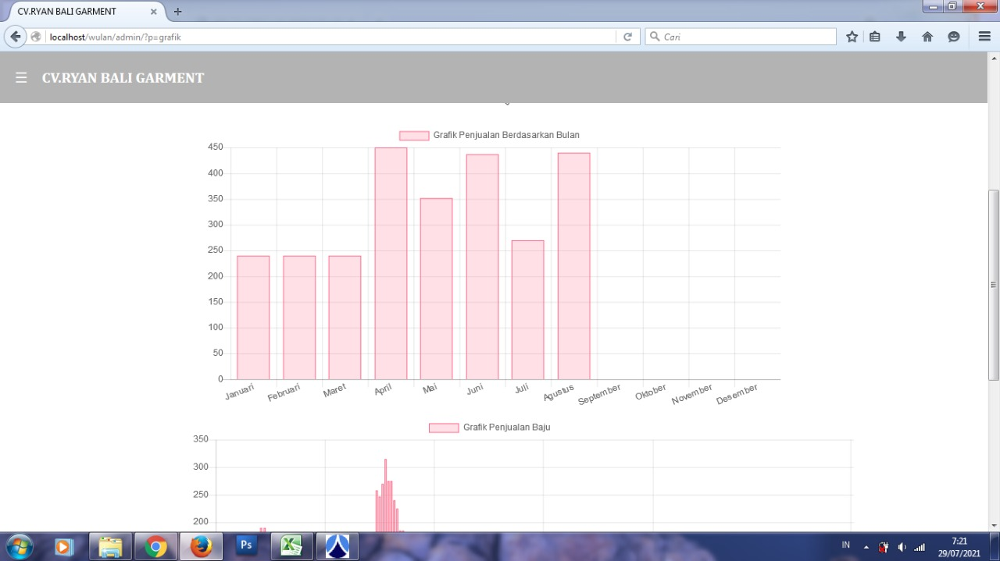 CV.RYAN BALI GARMENT
localhost/wulan/admin/?p=grafik
Cari
☰ CV.RYAN BALI GARMENT
Grafik Penjualan Berdasarkan Bulan
450
400
350
300
250
200
150
100
50
0
Januari Februari Maret April Mai Juni Juli Agustus September Oktober November Desember
Grafik Penjualan Baju
350
300
250
200
Ps
IN
7:21
29/07/2021